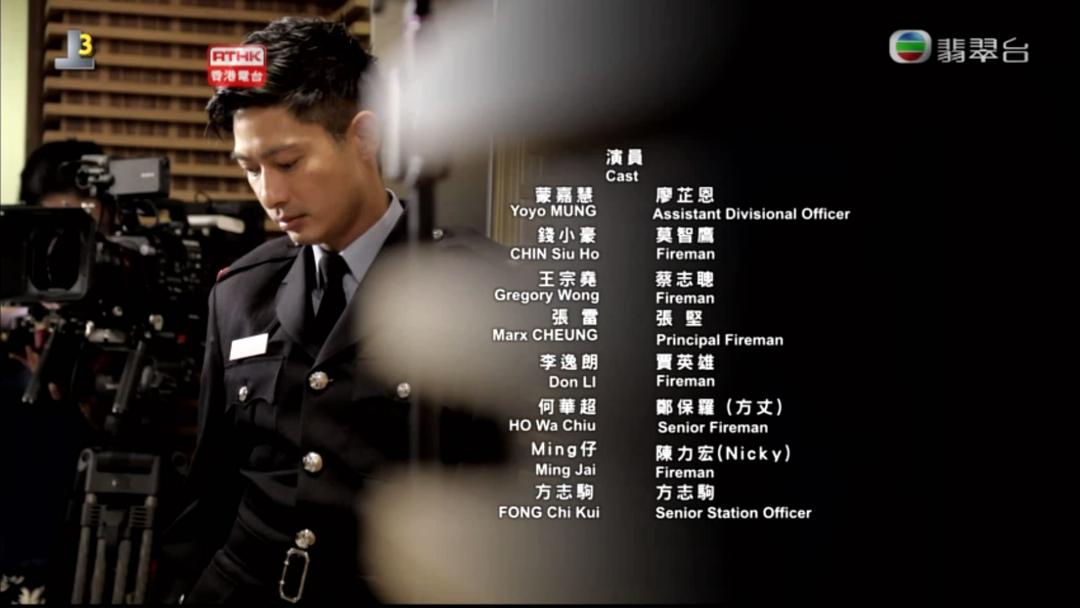 3
RTHK
香港電台
翡翠台
演員
Cast
蒙嘉慧 廖芷恩
Yoyo MUNG Assistant Divisional Officer
錢小豪 莫智鷹
CHIN Siu Ho Fireman
王宗堯 蔡志聰
Gregory Wong Fireman
張雷 張堅
Marx CHEUNG Principal Fireman
李逸朗 賈英雄
Don LI Fireman
何華超 鄭保羅 (方丈)
HO Wa Chiu Senior Fireman
Ming仔 陳力宏(Nicky)
Ming Jai Fireman
方志駒 方志駒
FONG Chi Kui Senior Station Officer